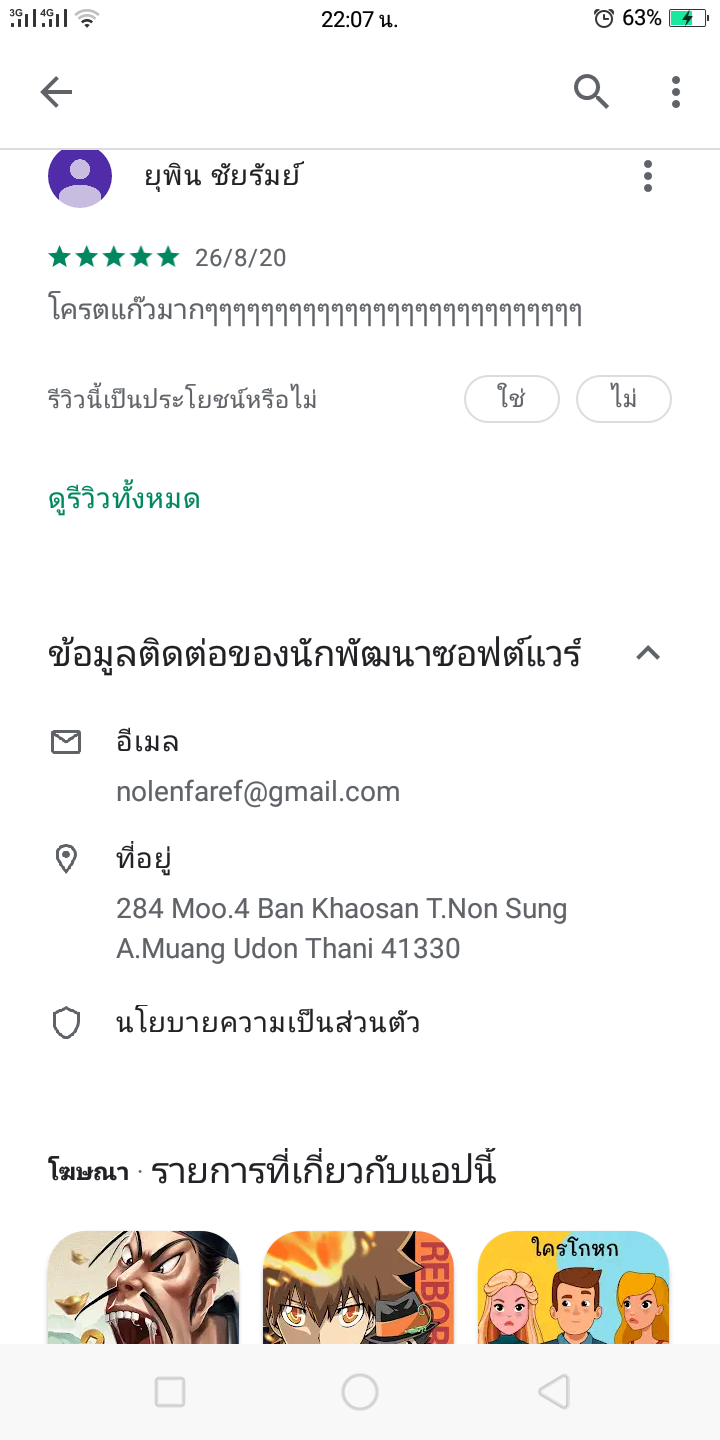 3G 4G 22:07 น. 63%
ยุพิน ชัยรัมย์
26/8/20
โครตแก๊วมากๆๆๆๆๆๆๆๆๆๆๆๆๆๆๆๆๆๆๆๆๆๆๆๆๆๆๆ
รีวิวนี้เป็นประโยชน์หรือไม่ ใช่ ไม่
ดูรีวิวทั้งหมด
ข้อมูลติดต่อของนักพัฒนาซอฟต์แวร์
อีเมล
nolenfaref@gmail.com
ที่อยู่
284 Moo.4 Ban Khaosan T.Non Sung
A.Muang Udon Thani 41330
นโยบายความเป็นส่วนตัว
โฆษณา · รายการที่เกี่ยวกับแอปนี้
REBOR
ใครโกหก